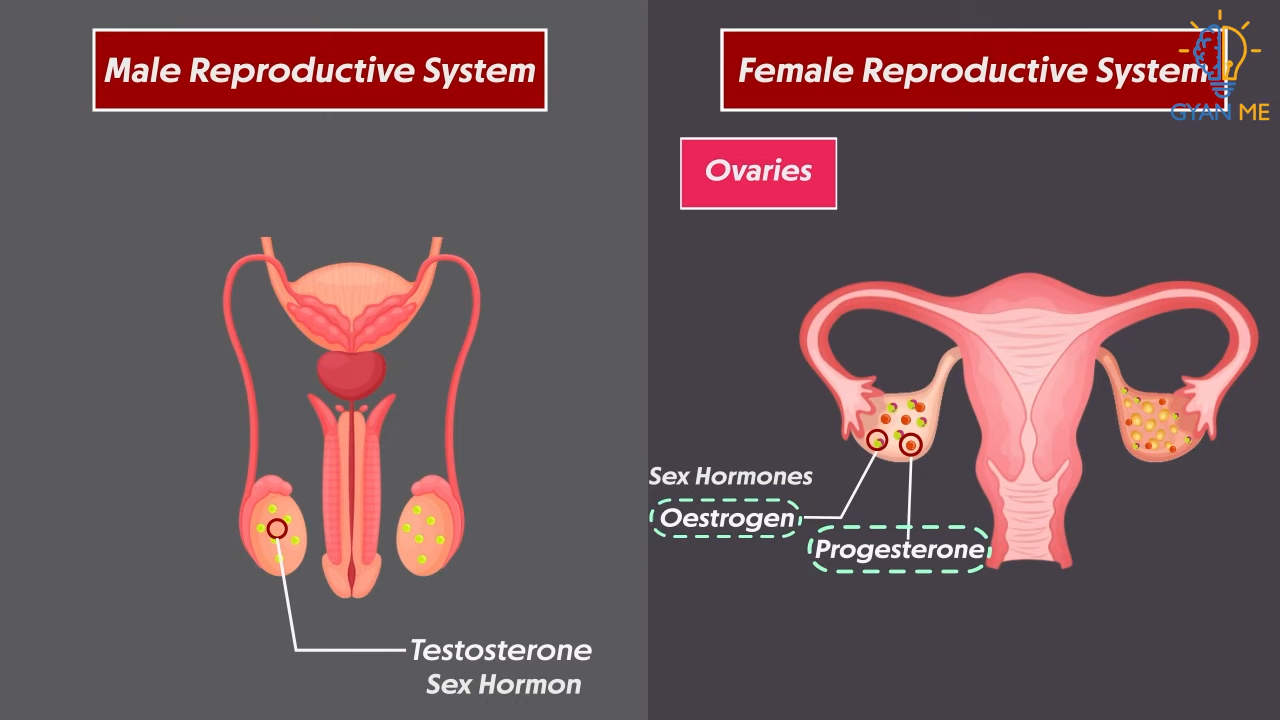 Male Reproductive System
Female Reproductive System
GYAN ME
Ovaries
Sex Hormones
Oestrogen
Progesterone
Testosterone
Sex Hormon